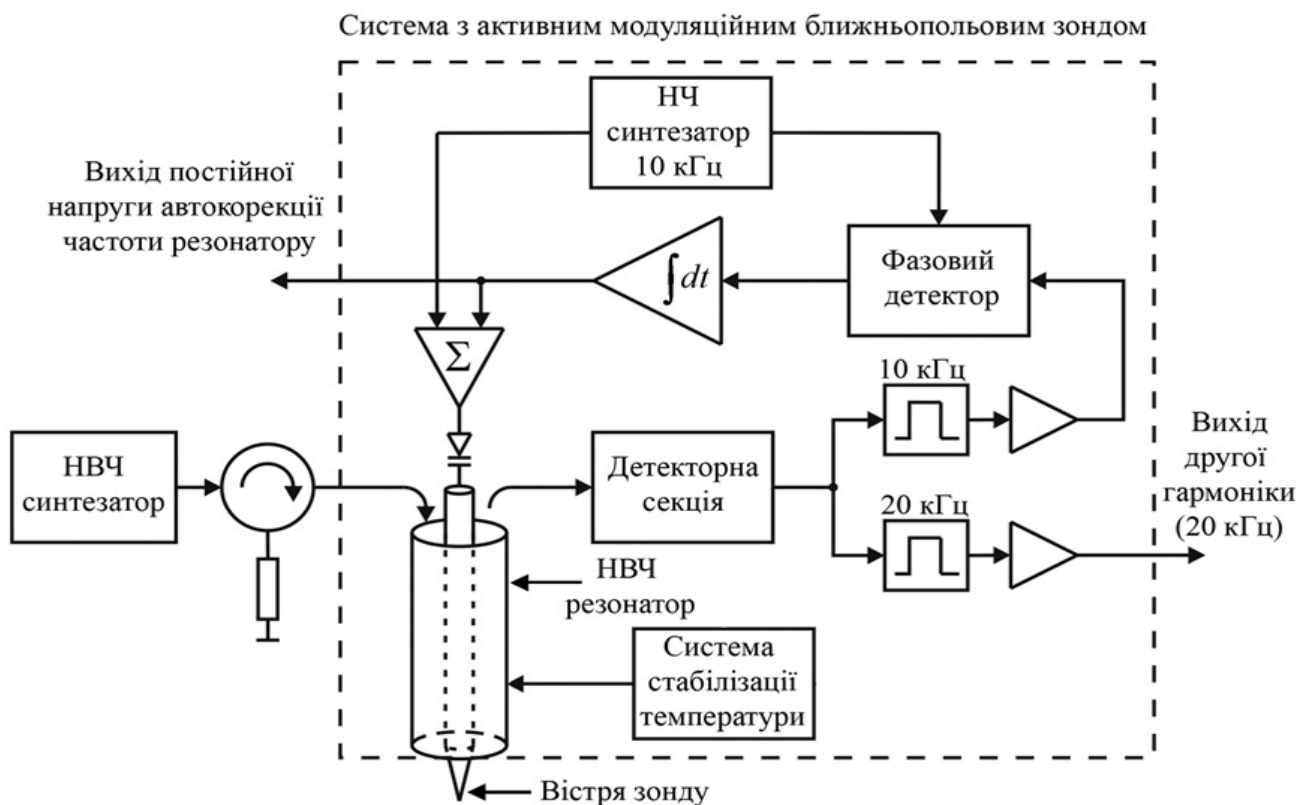 Система з активним модуляційним ближньопольовим зондом
НЧ
синтезатор
10 кГц
Вихід постійної
напруги автокорекції
частоти резонатору
∫dt
Фазовий
детектор
Σ
10 кГц
НВЧ
синтезатор
Детекторна
секція
20 кГц
Вихід
другої
гармоніки
(20 кГц)
НВЧ
резонатор
Система
стабілізації
температури
Вістря зонду